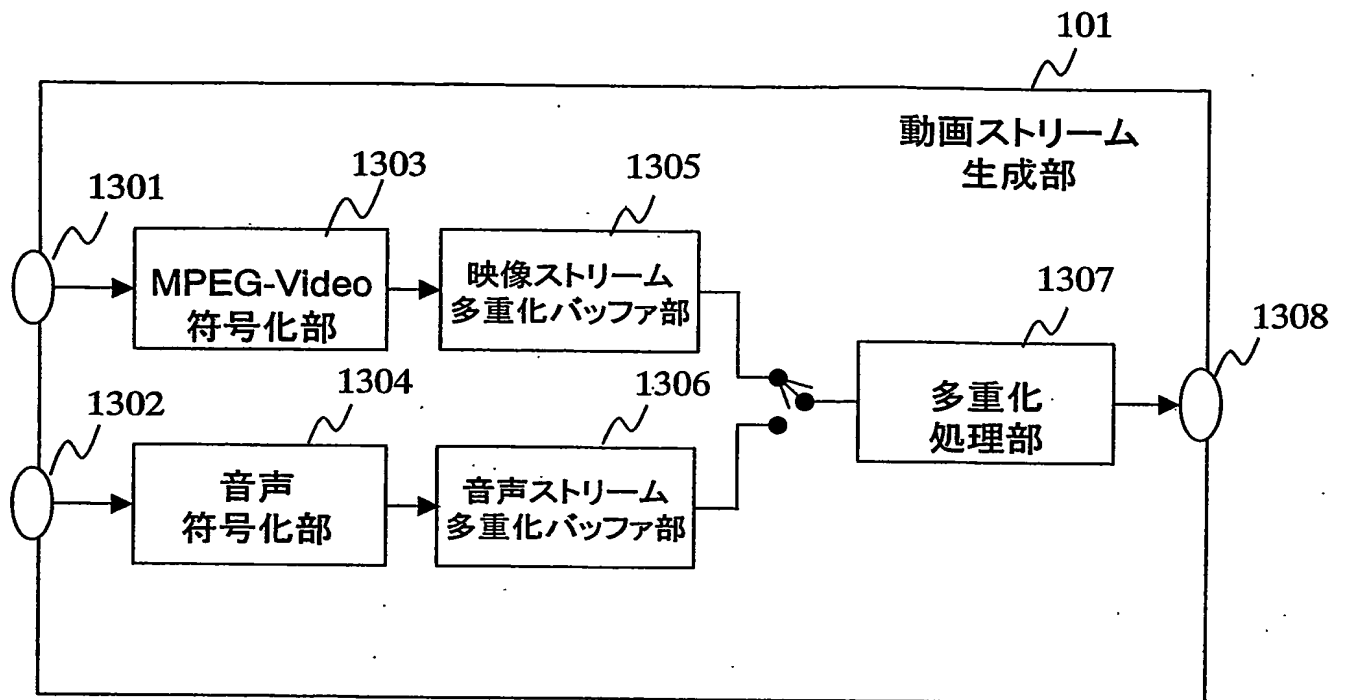 101
動画ストリーム
生成部
1301
1303
1305
MPEG-Video
符号化部
映像ストリーム
多重化バッファ部
1307
1308
1302
1304
1306
多重化
処理部
音声
符号化部
音声ストリーム
多重化バッファ部